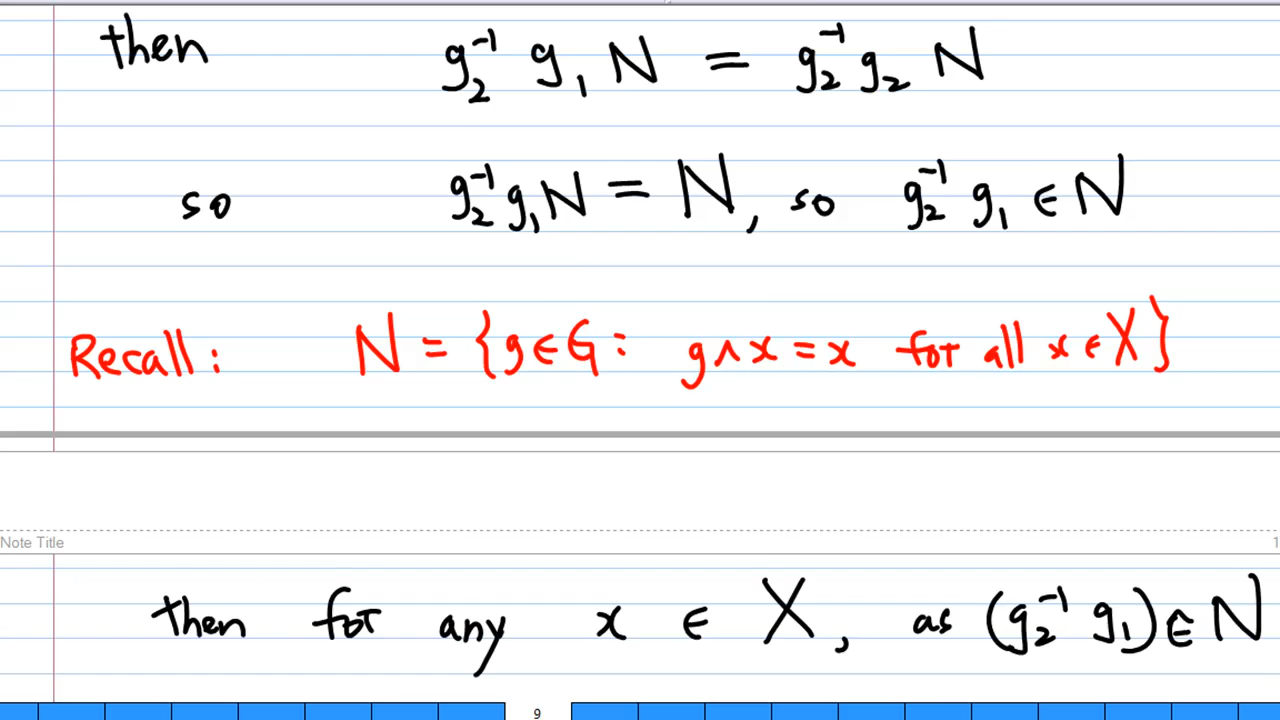 then g₂⁻¹ g₁ N = g₂⁻¹ g₂ N
so g₂⁻¹ g₁ N = N, so g₂⁻¹ g₁ ∈ N
Recall: N = {g ∈ G : g ∧ x = x for all x ∈ X}
Note Title 1
then for any x ∈ X, as (g₂⁻¹ g₁) ∈ N
9